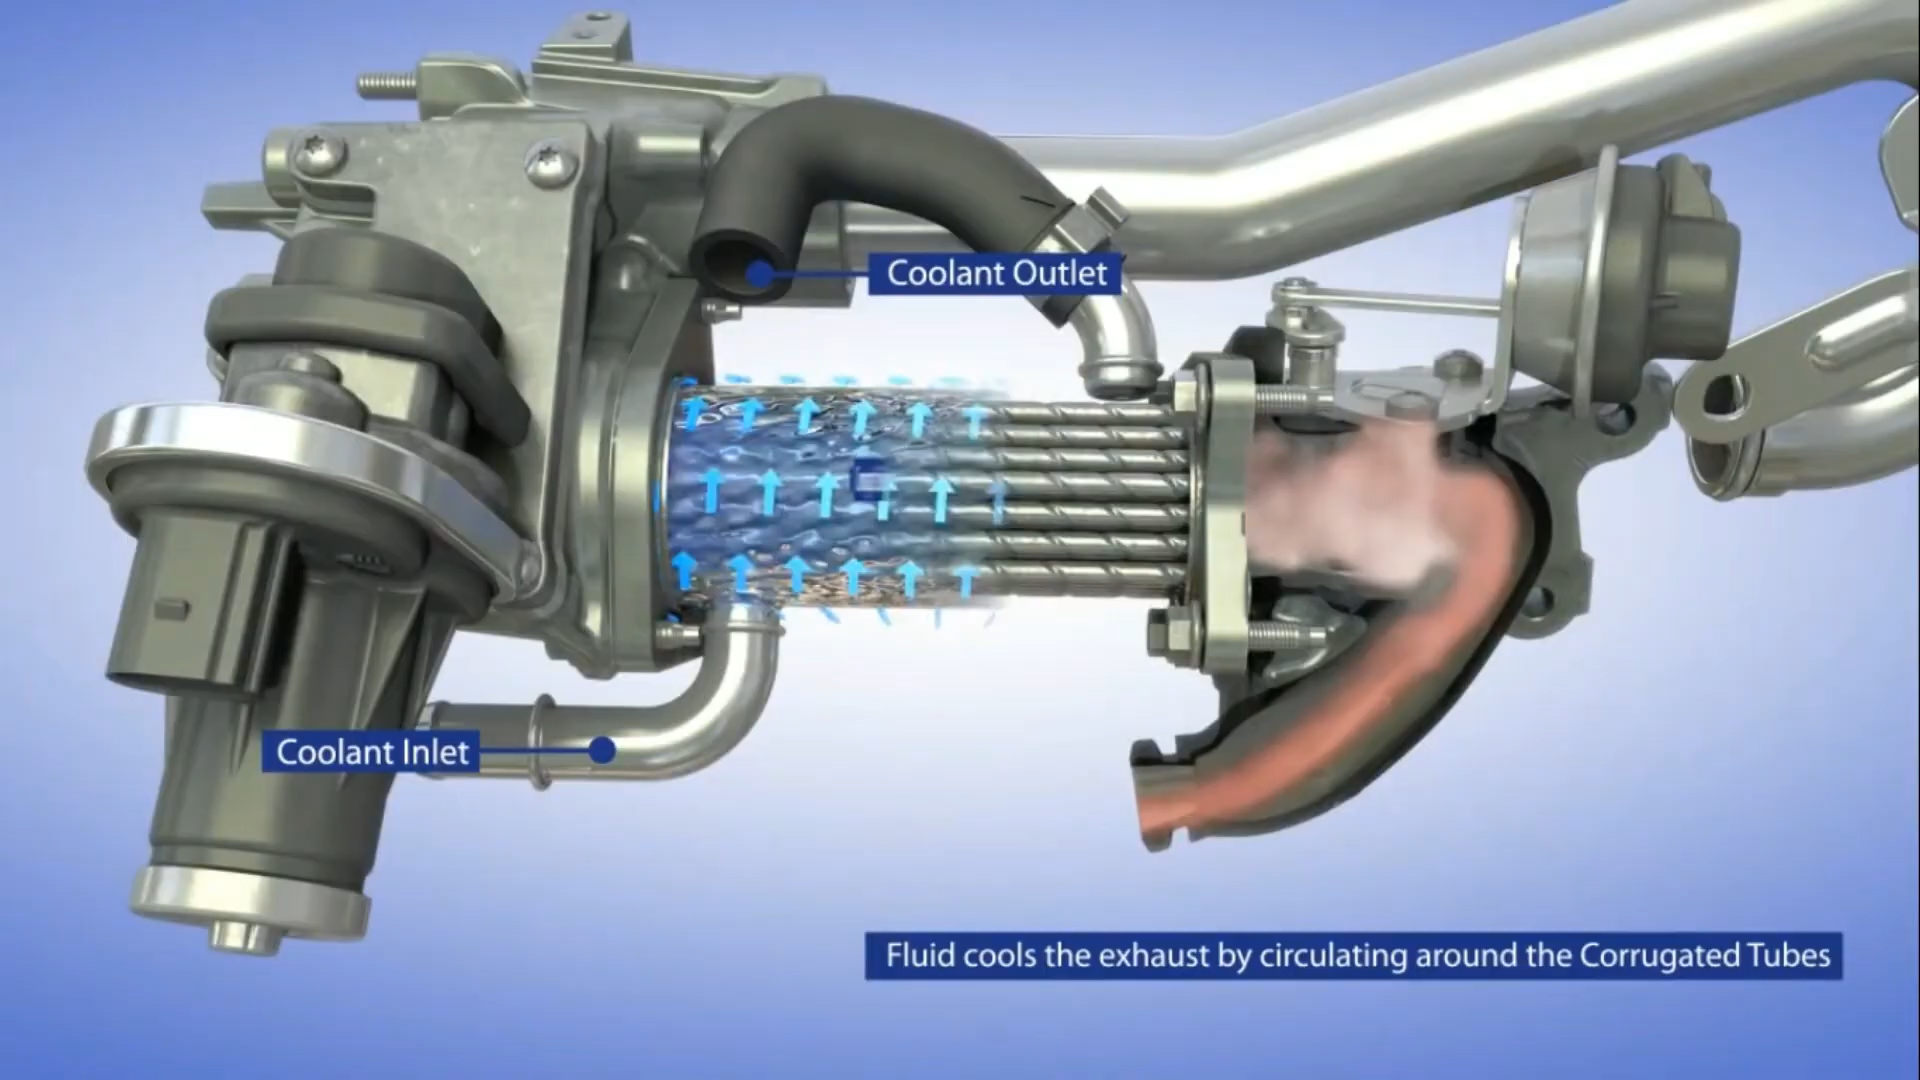 Coolant Outlet
Coolant Inlet
Fluid cools the exhaust by circulating around the Corrugated Tubes